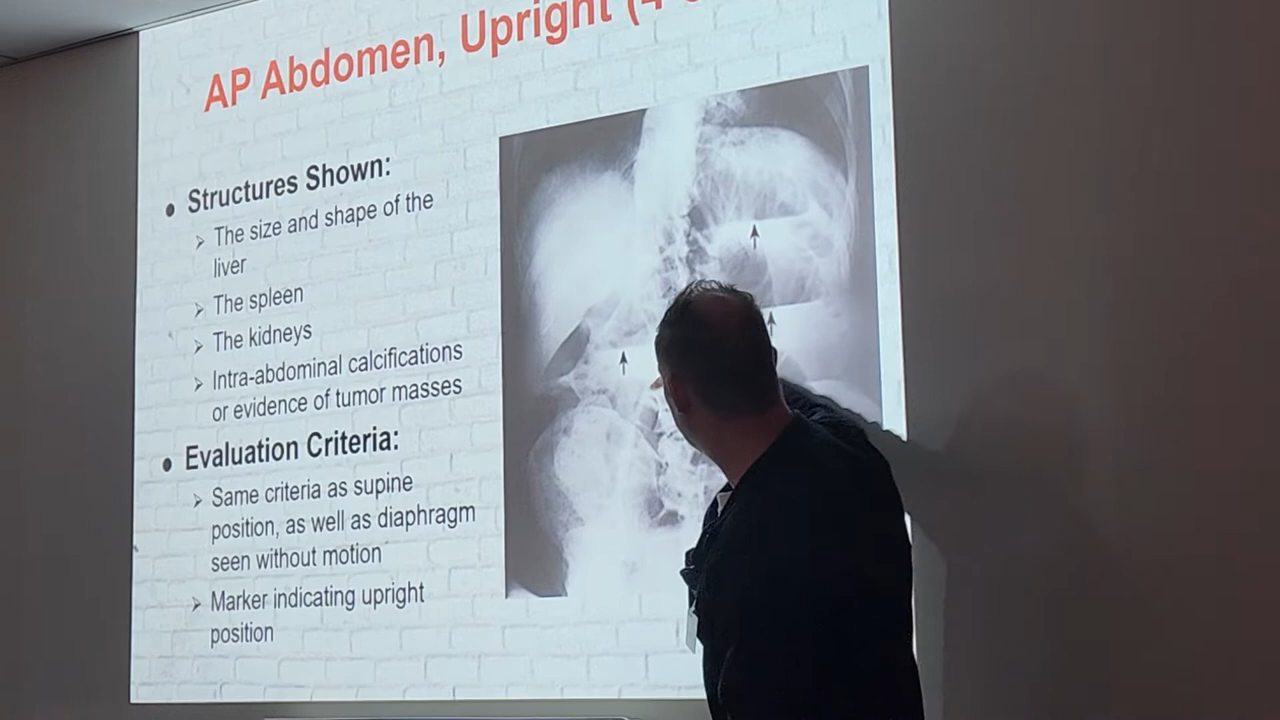 AP Abdomen, Upright
• Structures Shown:
➢ The size and shape of the
liver
➢ The spleen
➢ The kidneys
➢ Intra-abdominal calcifications
or evidence of tumor masses
• Evaluation Criteria:
➢ Same criteria as supine
position, as well as diaphragm
seen without motion
➢ Marker indicating upright
position